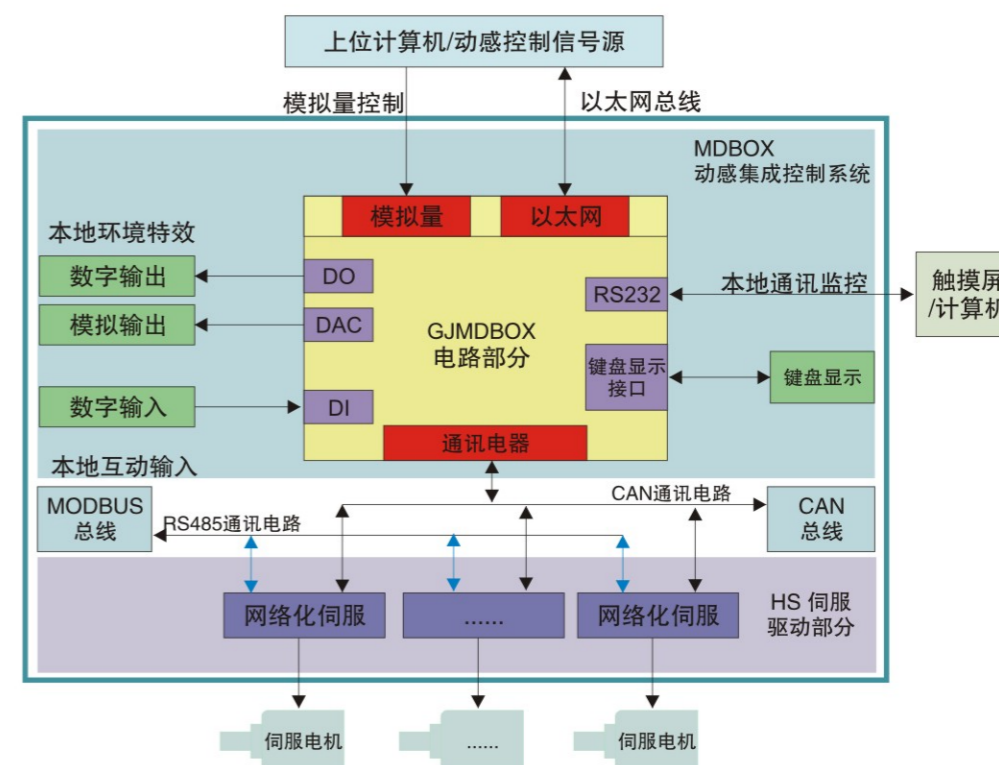 上位计算机/动感控制信号源
模拟量控制
以太网总线
MDBOX
动感集成控制系统
模拟量
以太网
本地环境特效
数字输出
DO
模拟输出
DAC
数字输入
DI
GJMDBOX
电路部分
RS232
本地通讯监控
触摸屏
/计算机
键盘显示
接口
键盘显示
通讯电器
本地互动输入
MODBUS
总线
RS485通讯电路
CAN通讯电路
CAN
总线
网络化伺服
......
网络化伺服
HS 伺服
驱动部分
伺服电机
......
伺服电机